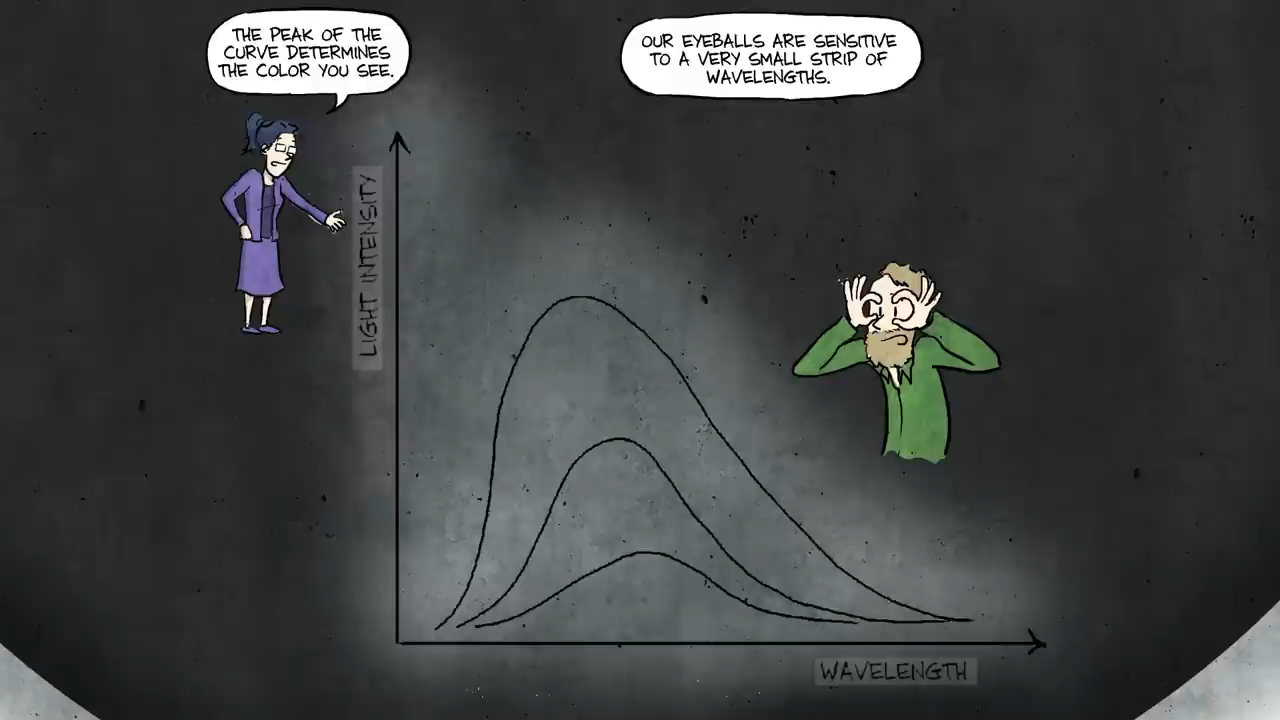 THE PEAK OF THE
CURVE DETERMINES
THE COLOR YOU SEE.
OUR EYEBALLS ARE SENSITIVE
TO A VERY SMALL STRIP OF
WAVELENGTHS.
LIGHT INTENSITY
WAVELENGTH